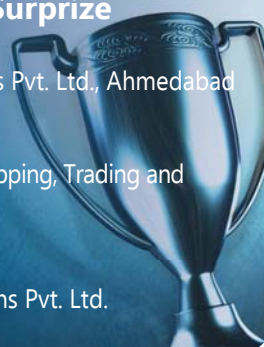 Surprize
s Pvt. Ltd., Ahmedabad
pping, Trading and
ns Pvt. Ltd.